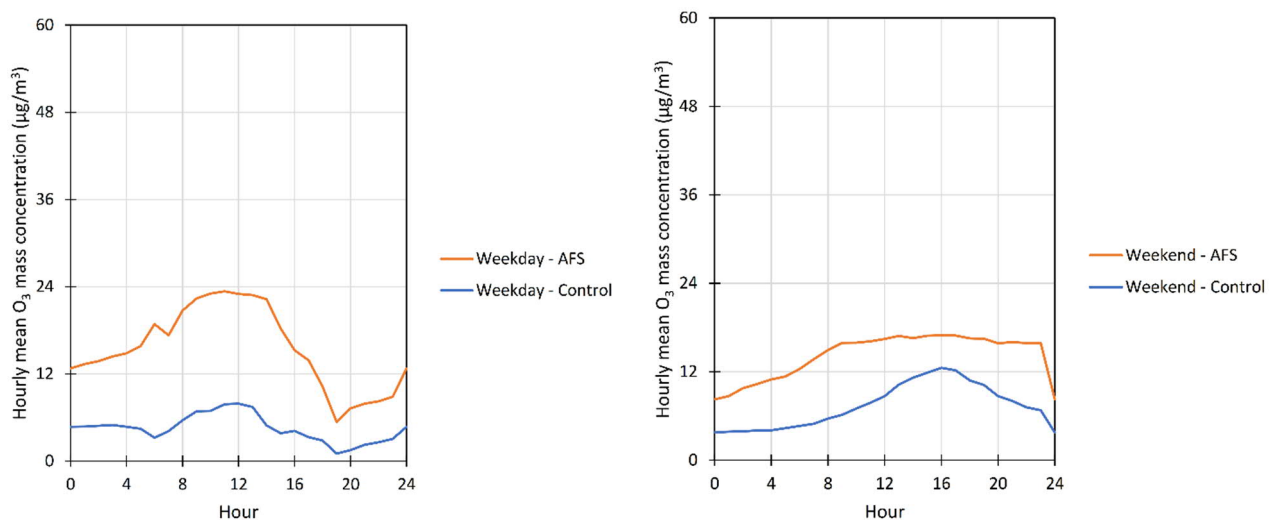 Hourly mean O₃ mass concentration (µg/m³)
60
48
36
24
12
0
0 4 8 12 16 20 24
Hour
Weekday - AFS
Weekday - Control
Hourly mean O₃ mass concentration (µg/m³)
60
48
36
24
12
0
0 4 8 12 16 20 24
Hour
Weekend - AFS
Weekend - Control